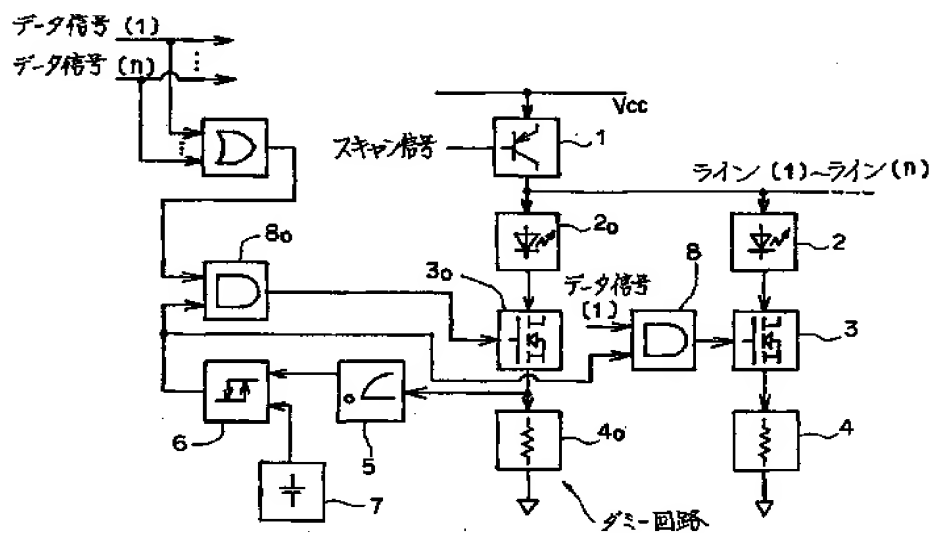 データ信号(1)
データ信号(n)
Vcc
スキャン信号
1
ライン(1)~ライン(n)
2o
2
8o
3o
データ信号
(1)
8
3
6
5
4o
4
7
ダミー回路